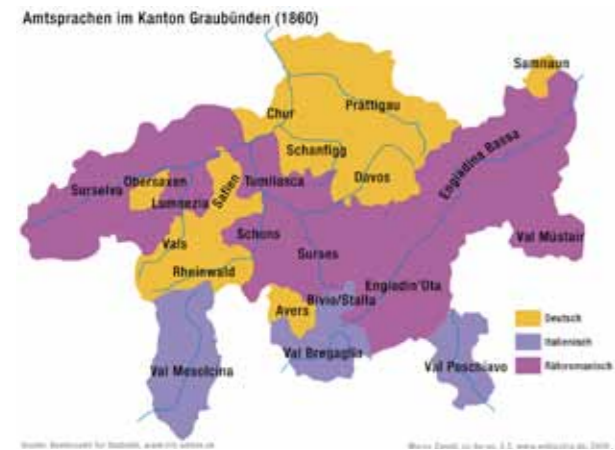 Amtsprachen im Kanton Graubünden (1860)
Samnaun
Chur
Prättigau
Schanfigg
Engiadina Bassa
Surselva
Obersaxen
Safien
Tumliasca
Davos
Lumnezia
Vals
Schons
Surses
Val Müstair
Rheinwald
Engiadin'Ota
Avers
Bivio/Stalla
Val Mesolcina
Val Bregaglia
Val Poschiavo
Deutsch
Italienisch
Rätoromanisch